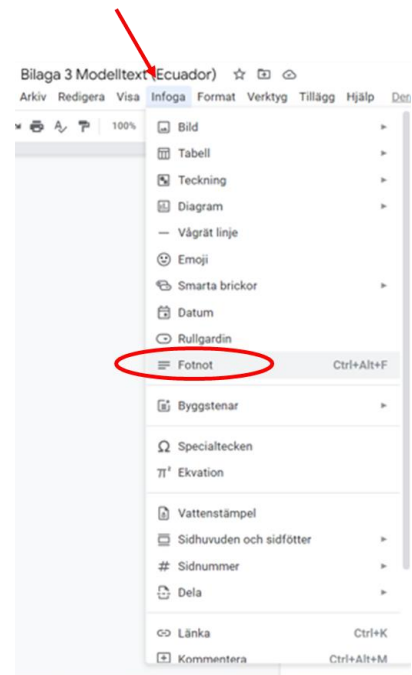 Bilaga 3 Modelltext (Ecuador)
Arkiv Redigera Visa Infoga Format Verktyg Tillägg Hjälp Den
100%
Bild
Tabell
Teckning
Diagram
Vågrät linje
Emoji
Smarta brickor
Datum
Rullgardin
Fotnot Ctrl+Alt+F
Byggstenar
Ω Specialtecken
π² Ekvation
Vattenstämpel
Sidhuvuden och sidfötter
# Sidnummer
Dela
Länka Ctrl+K
Kommentera Ctrl+Alt+M